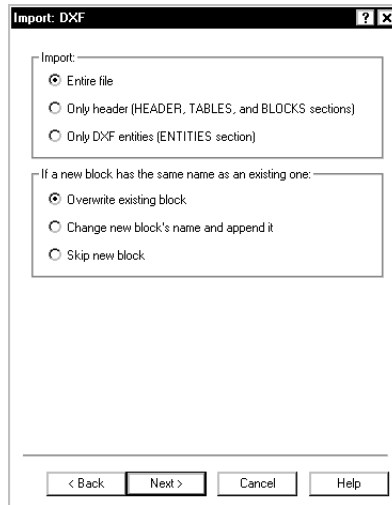 Import: DXF
Import:
Entire file
Only header (HEADER, TABLES, and BLOCKS sections)
Only DXF entities (ENTITIES section)
If a new block has the same name as an existing one:
Overwrite existing block
Change new block's name and append it
Skip new block
< Back Next > Cancel Help